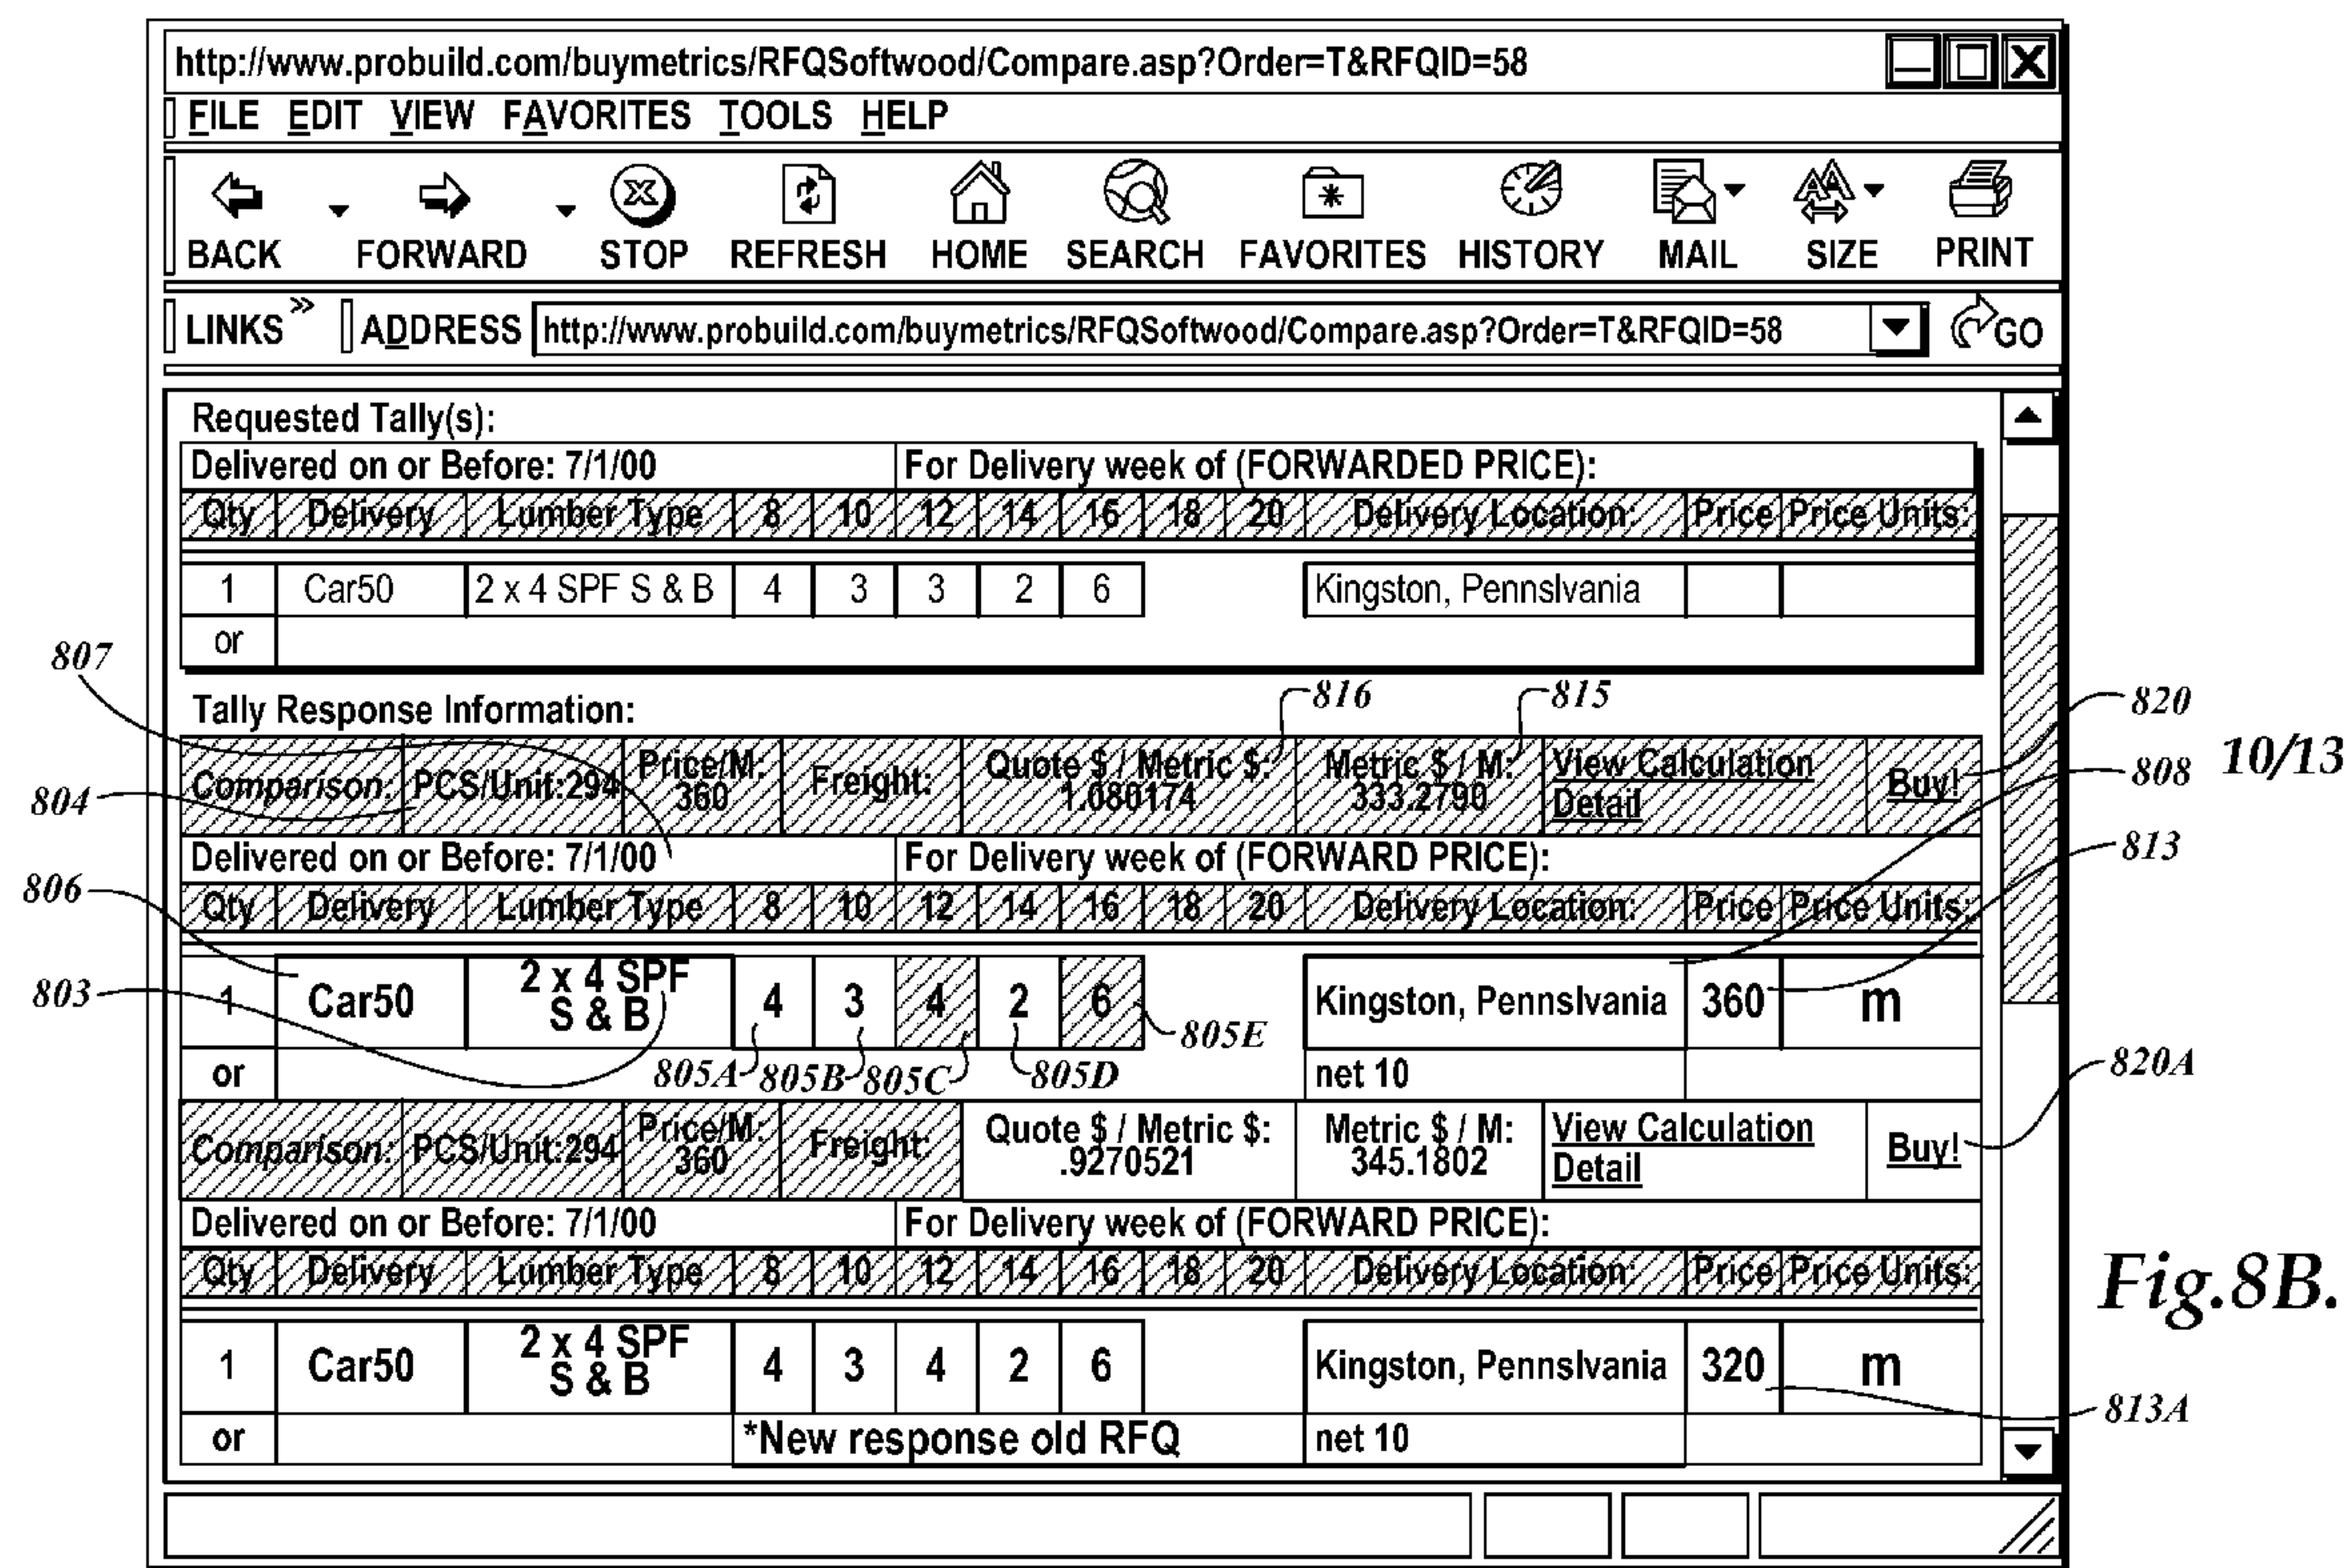 http://www.probuild.com/buymetrics/RFQSoftwood/Compare.asp?Order=T&RFQID=58
FILE EDIT VIEW FAVORITES TOOLS HELP
BACK FORWARD STOP REFRESH HOME SEARCH FAVORITES HISTORY MAIL SIZE PRINT
LINKS » ADDRESS http://www.probuild.com/buymetrics/RFQSoftwood/Compare.asp?Order=T&RFQID=58 GO
Requested Tally(s):
Delivered on or Before: 7/1/00 For Delivery week of (FORWARDED PRICE):
Qty Delivery Lumber Type 8 10 12 14 16 18 20 Delivery Location: Price Price Units:
1 Car50 2 x 4 SPF S & B 4 3 3 2 6 Kingston, Pennslvania
or
807
Tally Response Information:
816 815
820
10/13
808
804
Comparison: PCS/Unit:294 Price/M: 360 Freight: Quote $ / Metric $: 1.080174 Metric $ / M: 333.2790 View Calculation Detail Buy!
813
Delivered on or Before: 7/1/00 For Delivery week of (FORWARD PRICE):
806
Qty Delivery Lumber Type 8 10 12 14 16 18 20 Delivery Location: Price Price Units:
803
1 Car50 2 x 4 SPF S & B 4 3 4 2 6 Kingston, Pennslvania 360 m
805E
or 805A 805B 805C 805D net 10
820A
Comparison: PCS/Unit:294 Price/M: 360 Freight: Quote $ / Metric $: .9270521 Metric $ / M: 345.1802 View Calculation Detail Buy!
Delivered on or Before: 7/1/00 For Delivery week of (FORWARD PRICE):
Qty Delivery Lumber Type 8 10 12 14 16 18 20 Delivery Location: Price Price Units:
Fig.8B.
1 Car50 2 x 4 SPF S & B 4 3 4 2 6 Kingston, Pennslvania 320 m
813A
or *New response old RFQ net 10